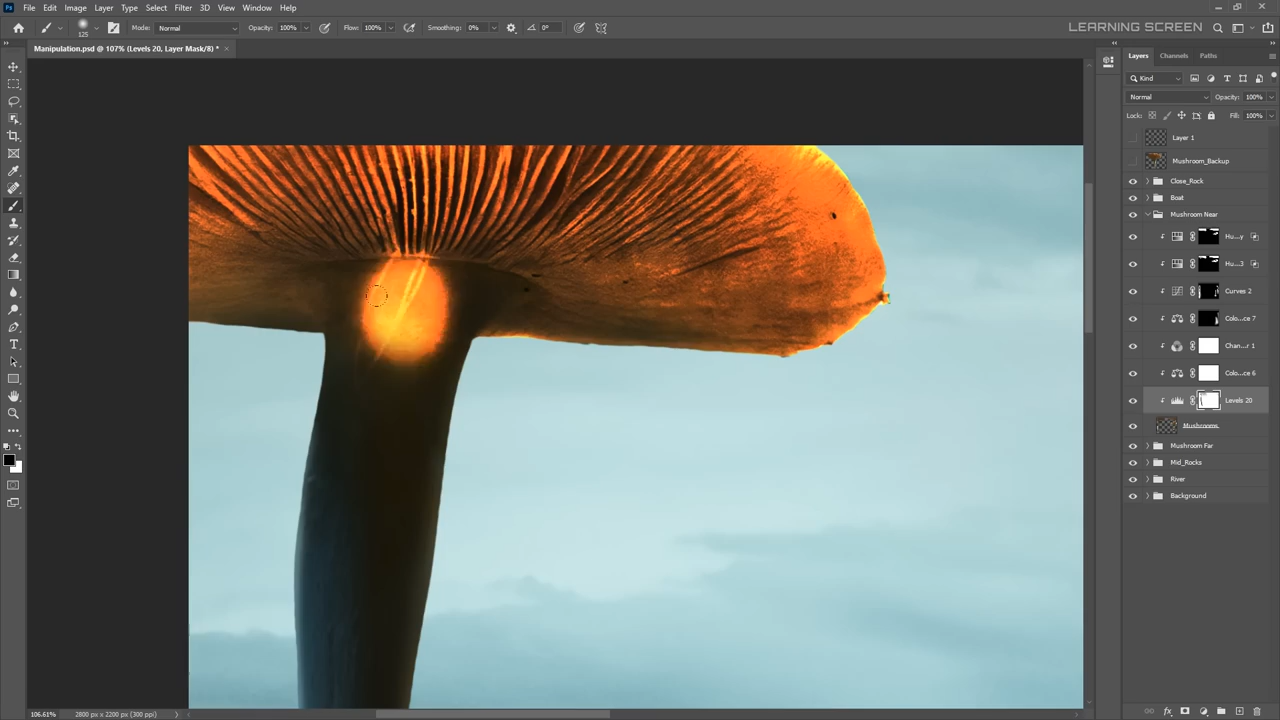 File Edit Image Layer Type Select Filter 3D View Window Help
125 Mode: Normal Opacity: 100% Flow: 100% Smoothing: 0% 0° LEARNING SCREEN
Manipulation.psd @ 107% (Levels 20, Layer Mask/8) * ×
Layers Channels Paths
Kind
Normal Opacity: 100%
Lock: Fill: 100%
Layer 1
Mushroom_Backup
Close_Rock
Boat
Mushroom Near
Hu...y
Hu...3
Curves 2
Colo...ce 7
Chan...r 1
Colo...ce 6
Levels 20
Mushrooms
Mushroom Far
Mid_Rocks
River
Background
106.61% 2800 px x 2200 px (300 ppi)